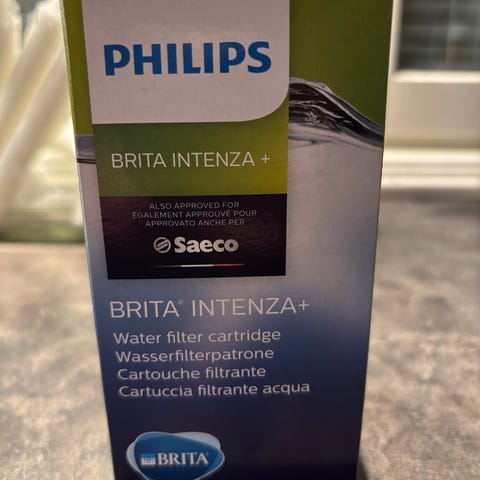 PHILIPS
BRITA INTENZA +
ALSO APPROVED FOR
ÉGALEMENT APPROUVÉ POUR
APPROVATO ANCHE PER
Saeco
BRITA® INTENZA+
Water filter cartridge
Wasserfilterpatrone
Cartouche filtrante
Cartuccia filtrante acqua
BRITA®